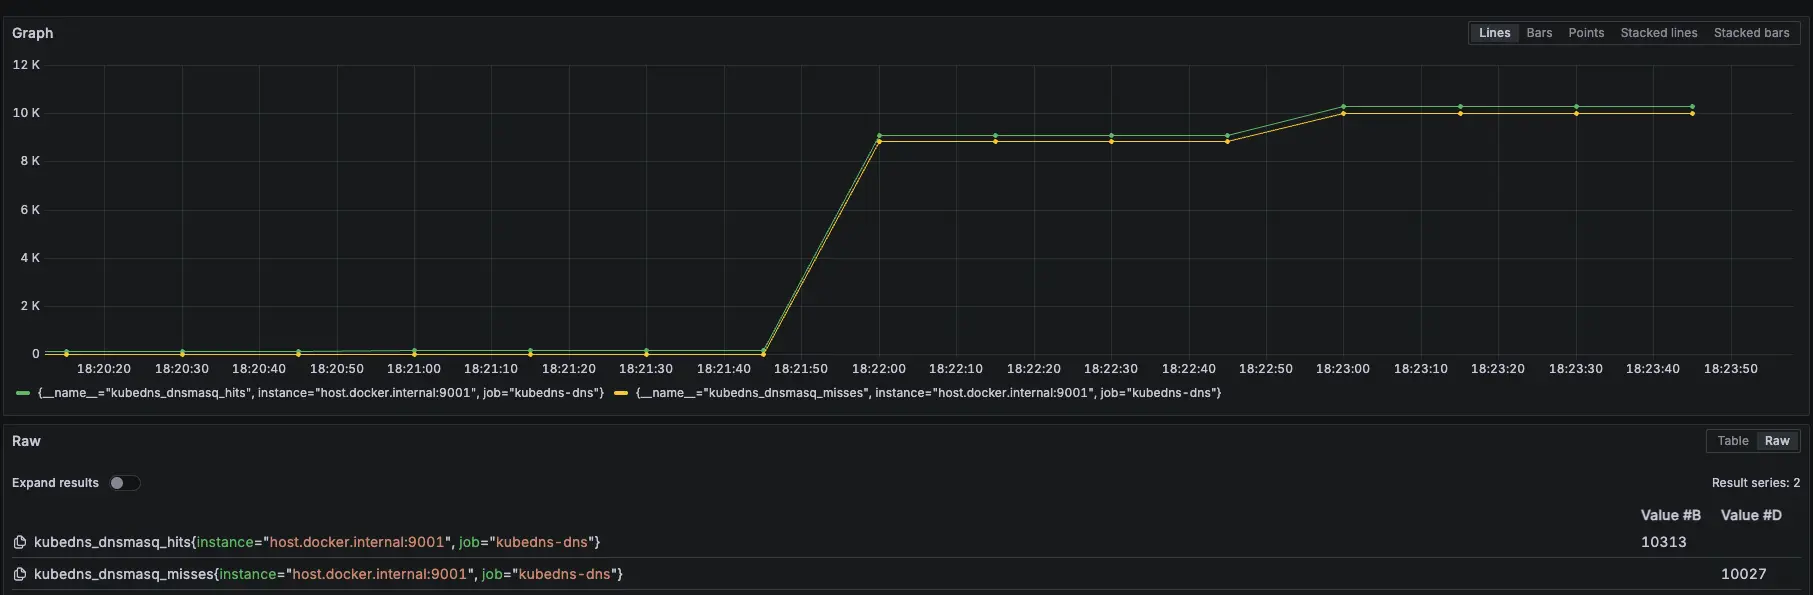 Graph
Lines Bars Points Stacked lines Stacked bars
12 K
10 K
8 K
6 K
4 K
2 K
0
18:20:20 18:20:30 18:20:40 18:20:50 18:21:00 18:21:10 18:21:20 18:21:30 18:21:40 18:21:50 18:22:00 18:22:10 18:22:20 18:22:30 18:22:40 18:22:50 18:23:00 18:23:10 18:23:20 18:23:30 18:23:40 18:23:50
{__name__="kubedns_dnsmasq_hits", instance="host.docker.internal:9001", job="kubedns-dns"} {__name__="kubedns_dnsmasq_misses", instance="host.docker.internal:9001", job="kubedns-dns"}
Raw
Table Raw
Expand results
Result series: 2
Value #B Value #D
kubedns_dnsmasq_hits{instance="host.docker.internal:9001", job="kubedns-dns"} 10313
kubedns_dnsmasq_misses{instance="host.docker.internal:9001", job="kubedns-dns"} 10027